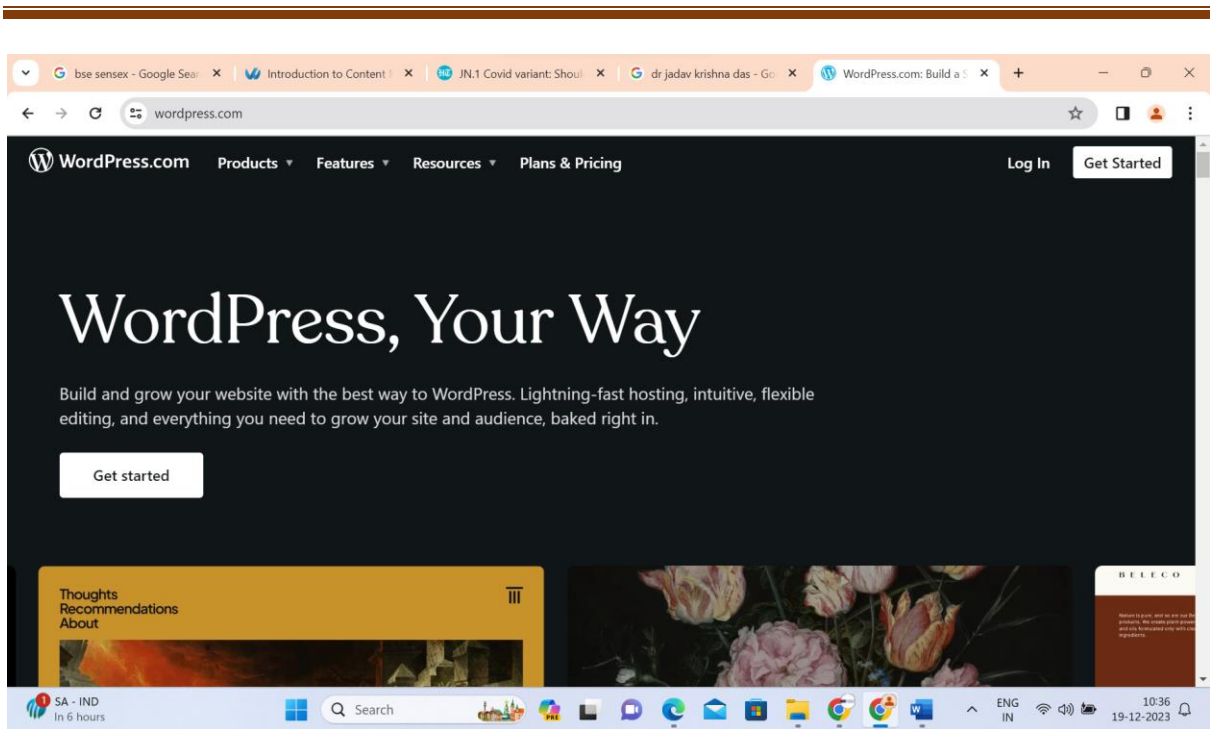 bse sensex - Google Sear
Introduction to Content
JN.1 Covid variant: Shoul
dr jadav krishna das - Go
WordPress.com: Build a S
wordpress.com
WordPress.com Products Features Resources Plans & Pricing Log In Get Started
WordPress, Your Way
Build and grow your website with the best way to WordPress. Lightning-fast hosting, intuitive, flexible
editing, and everything you need to grow your site and audience, baked right in.
Get started
Thoughts
Recommendations
About
BELECO
SA - IND
In 6 hours
1
Search
PRE
ENG
IN
10:36
19-12-2023